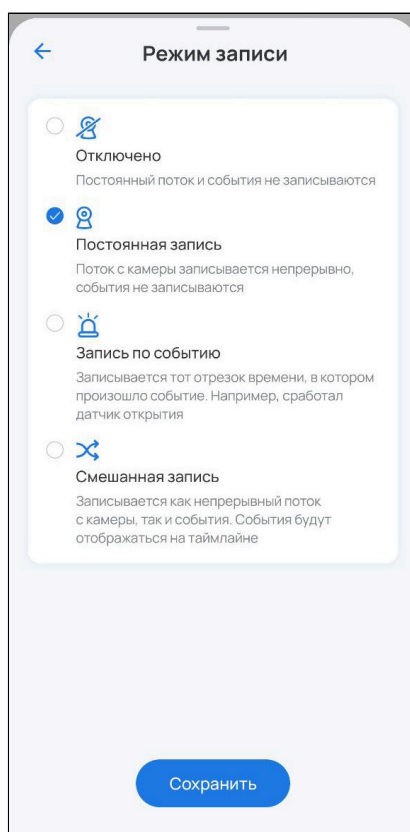 Режим записи
Отключено
Постоянный поток и события не записываются
Постоянная запись
Поток с камеры записывается непрерывно,
события не записываются
Запись по событию
Записывается тот отрезок времени, в котором
произошло событие. Например, сработал
датчик открытия
Смешанная запись
Записывается как непрерывный поток
с камеры, так и события. События будут
отображаться на таймлайне
Сохранить